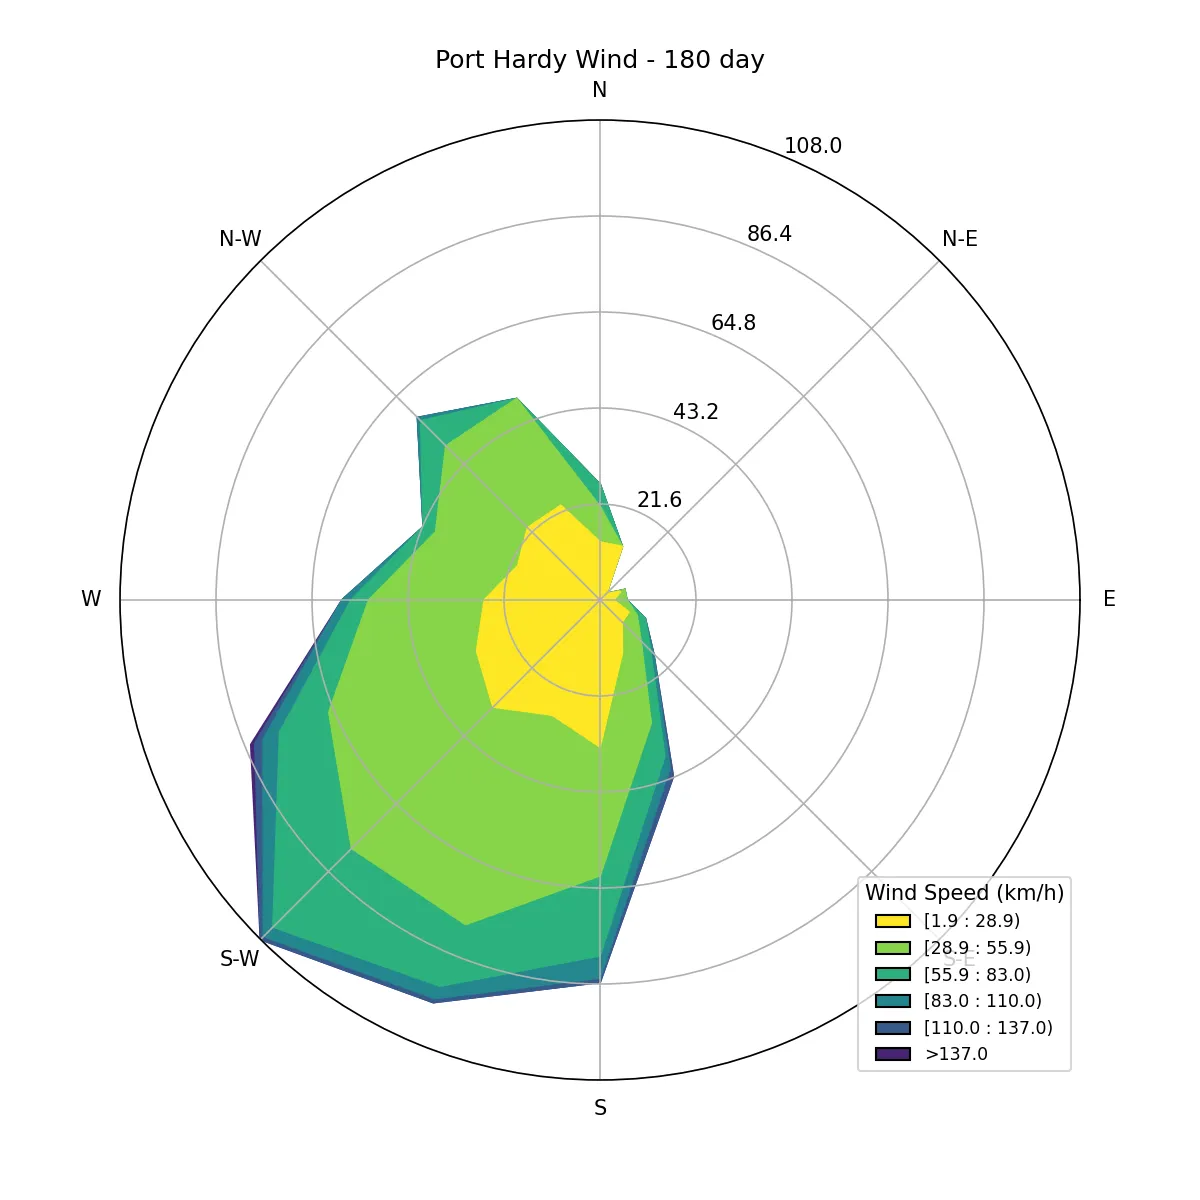 Port Hardy Wind - 180 day
N
108.0
N-W
86.4
N-E
64.8
43.2
21.6
W
E
S-W
S-E
Wind Speed (km/h)
[1.9 : 28.9)
[28.9 : 55.9)
[55.9 : 83.0)
[83.0 : 110.0)
[110.0 : 137.0)
>137.0
S